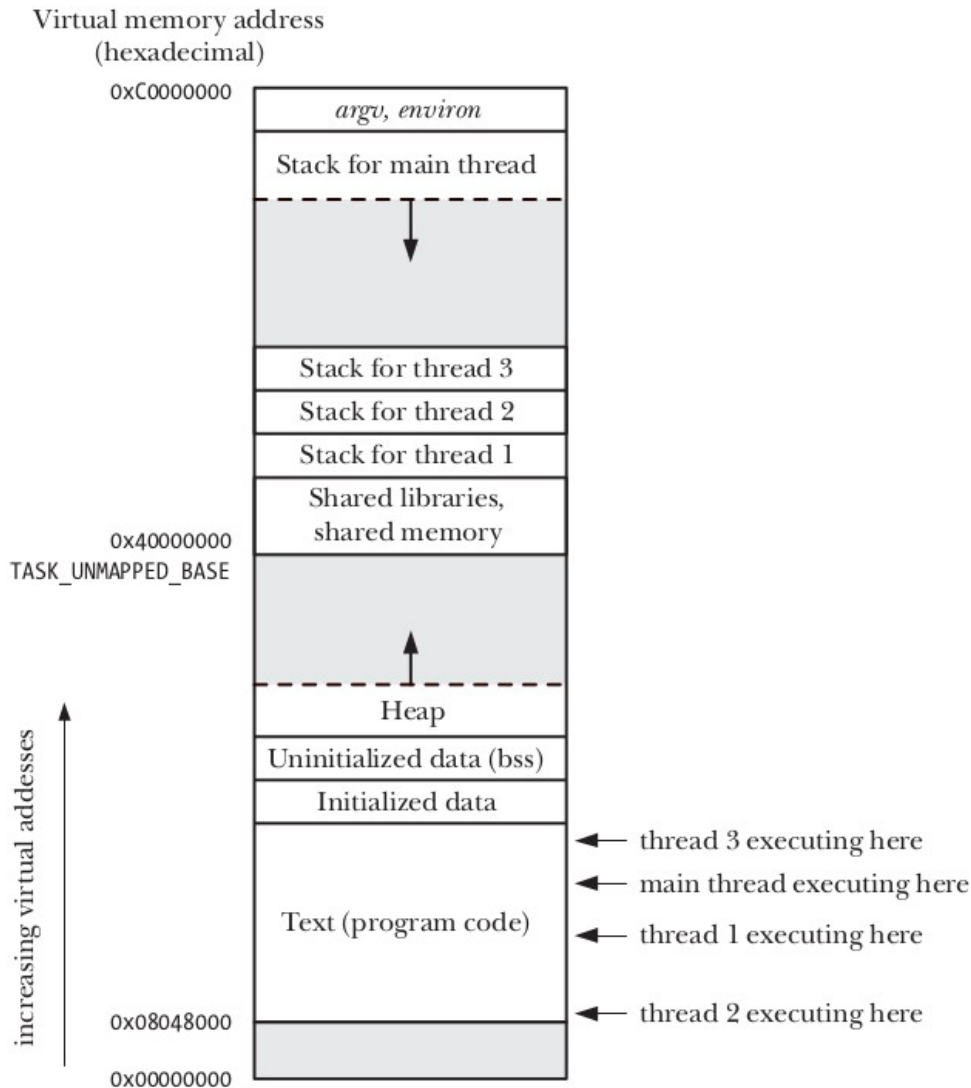 Virtual memory address
(hexadecimal)
0xC0000000
argv, environ
Stack for main thread
Stack for thread 3
Stack for thread 2
Stack for thread 1
Shared libraries,
shared memory
0x40000000
TASK_UNMAPPED_BASE
Heap
Uninitialized data (bss)
Initialized data
increasing virtual addesses
Text (program code)
thread 3 executing here
main thread executing here
thread 1 executing here
thread 2 executing here
0x08048000
0x00000000